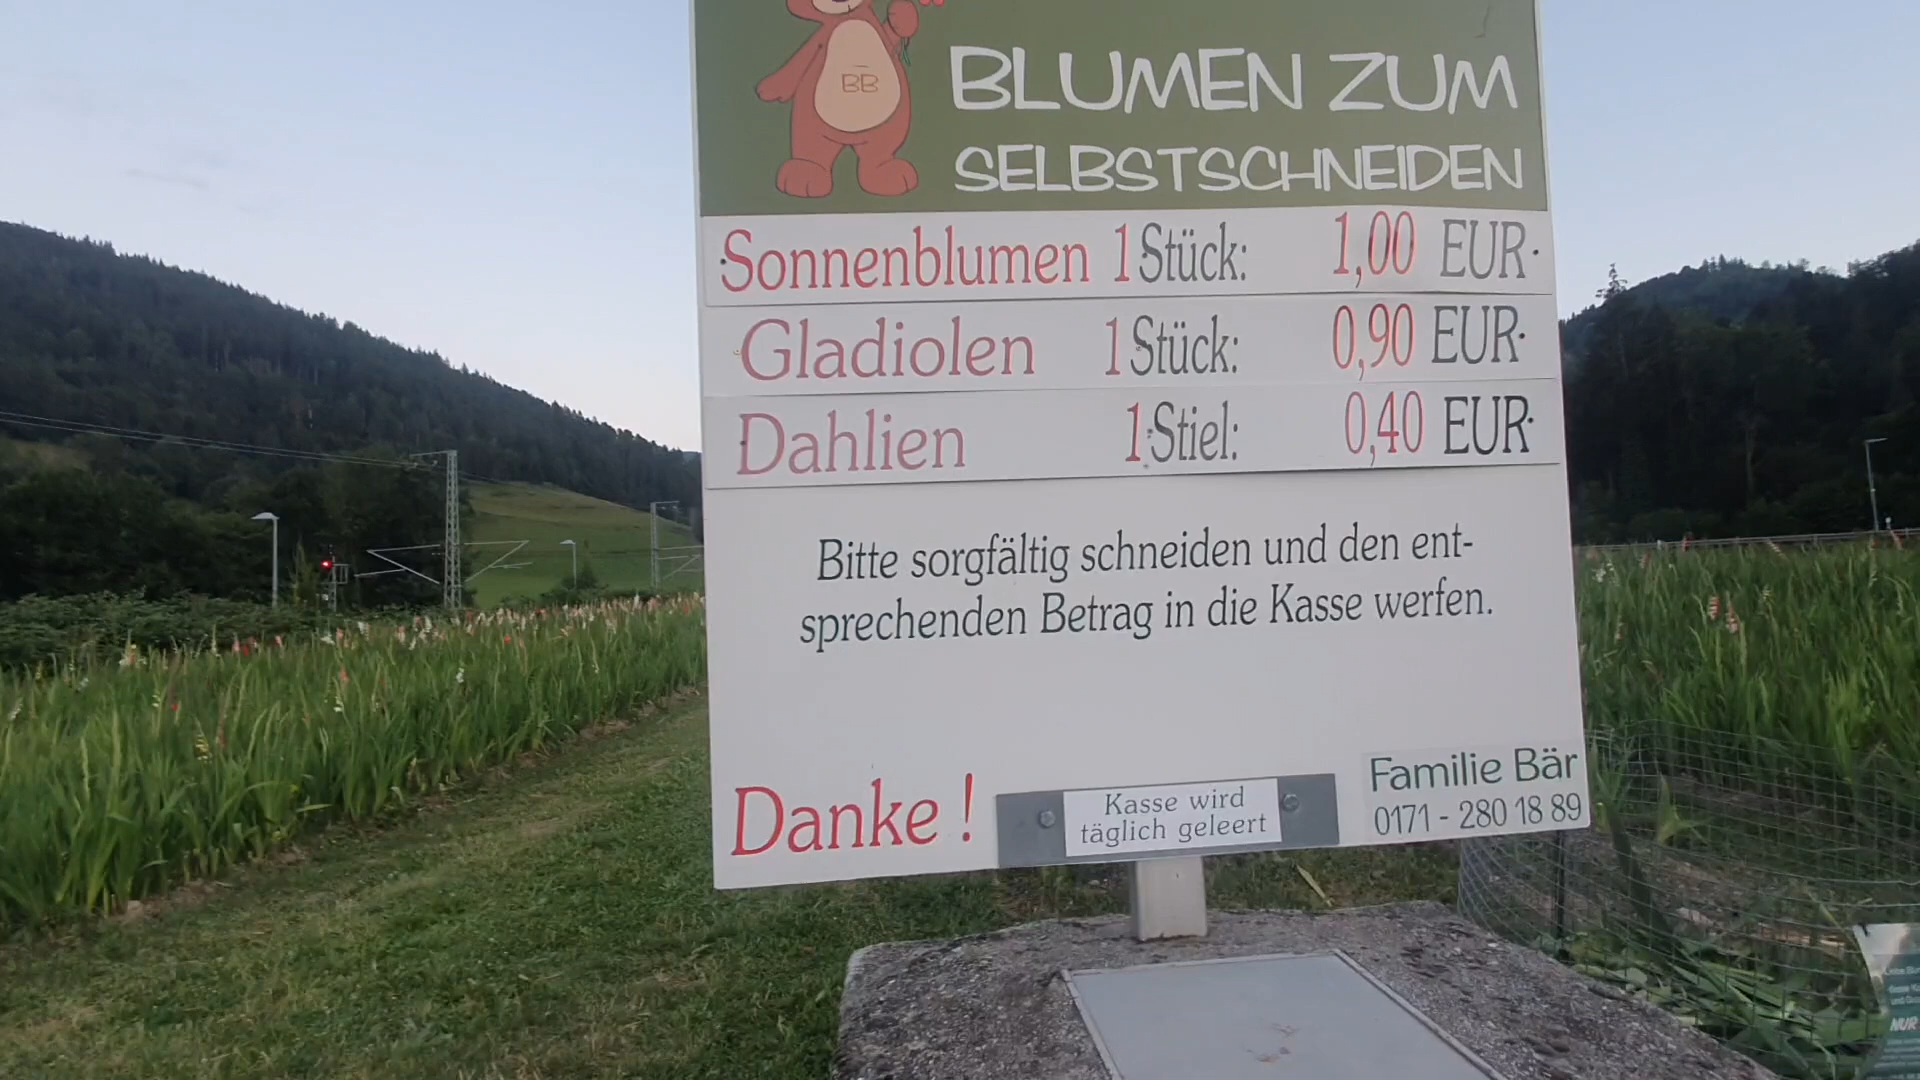 BB
BLUMEN ZUM
SELBSTSCHNEIDEN
Sonnenblumen 1 Stück: 1,00 EUR
Gladiolen 1 Stück: 0,90 EUR
Dahlien 1 Stiel: 0,40 EUR
Bitte sorgfältig schneiden und den ent-
sprechenden Betrag in die Kasse werfen.
Danke !
Kasse wird
täglich geleert
Familie Bär
0171 - 280 18 89
NUR